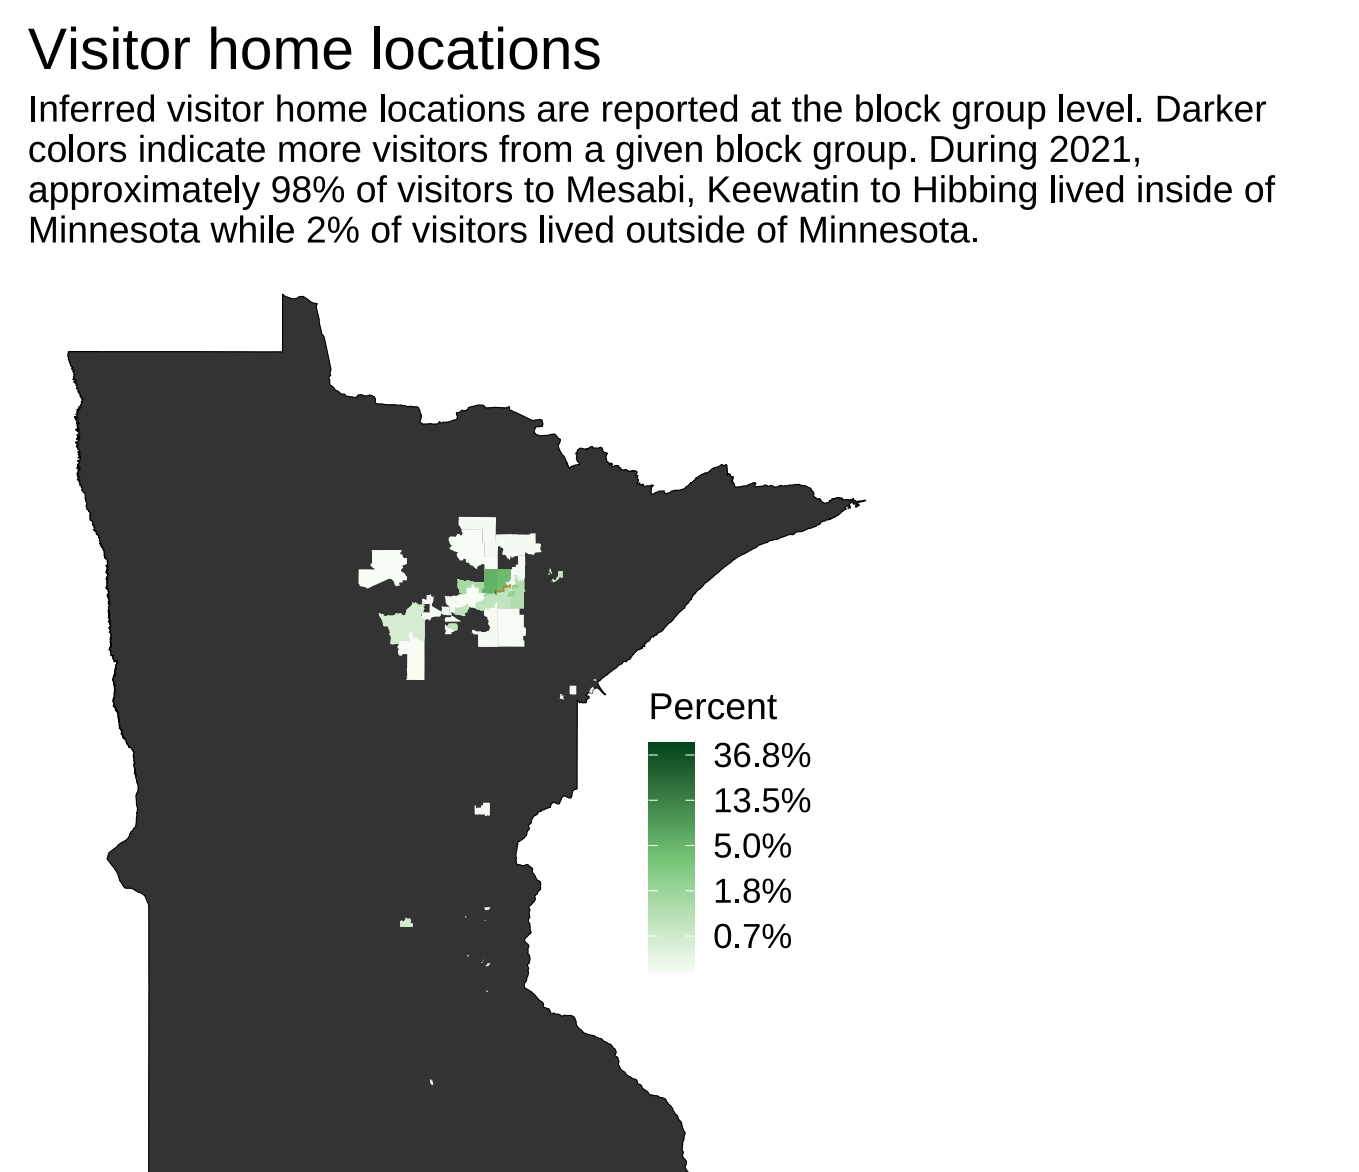 Visitor home locations
Inferred visitor home locations are reported at the block group level. Darker
colors indicate more visitors from a given block group. During 2021,
approximately 98% of visitors to Mesabi, Keewatin to Hibbing lived inside of
Minnesota while 2% of visitors lived outside of Minnesota.
Percent
36.8%
13.5%
5.0%
1.8%
0.7%